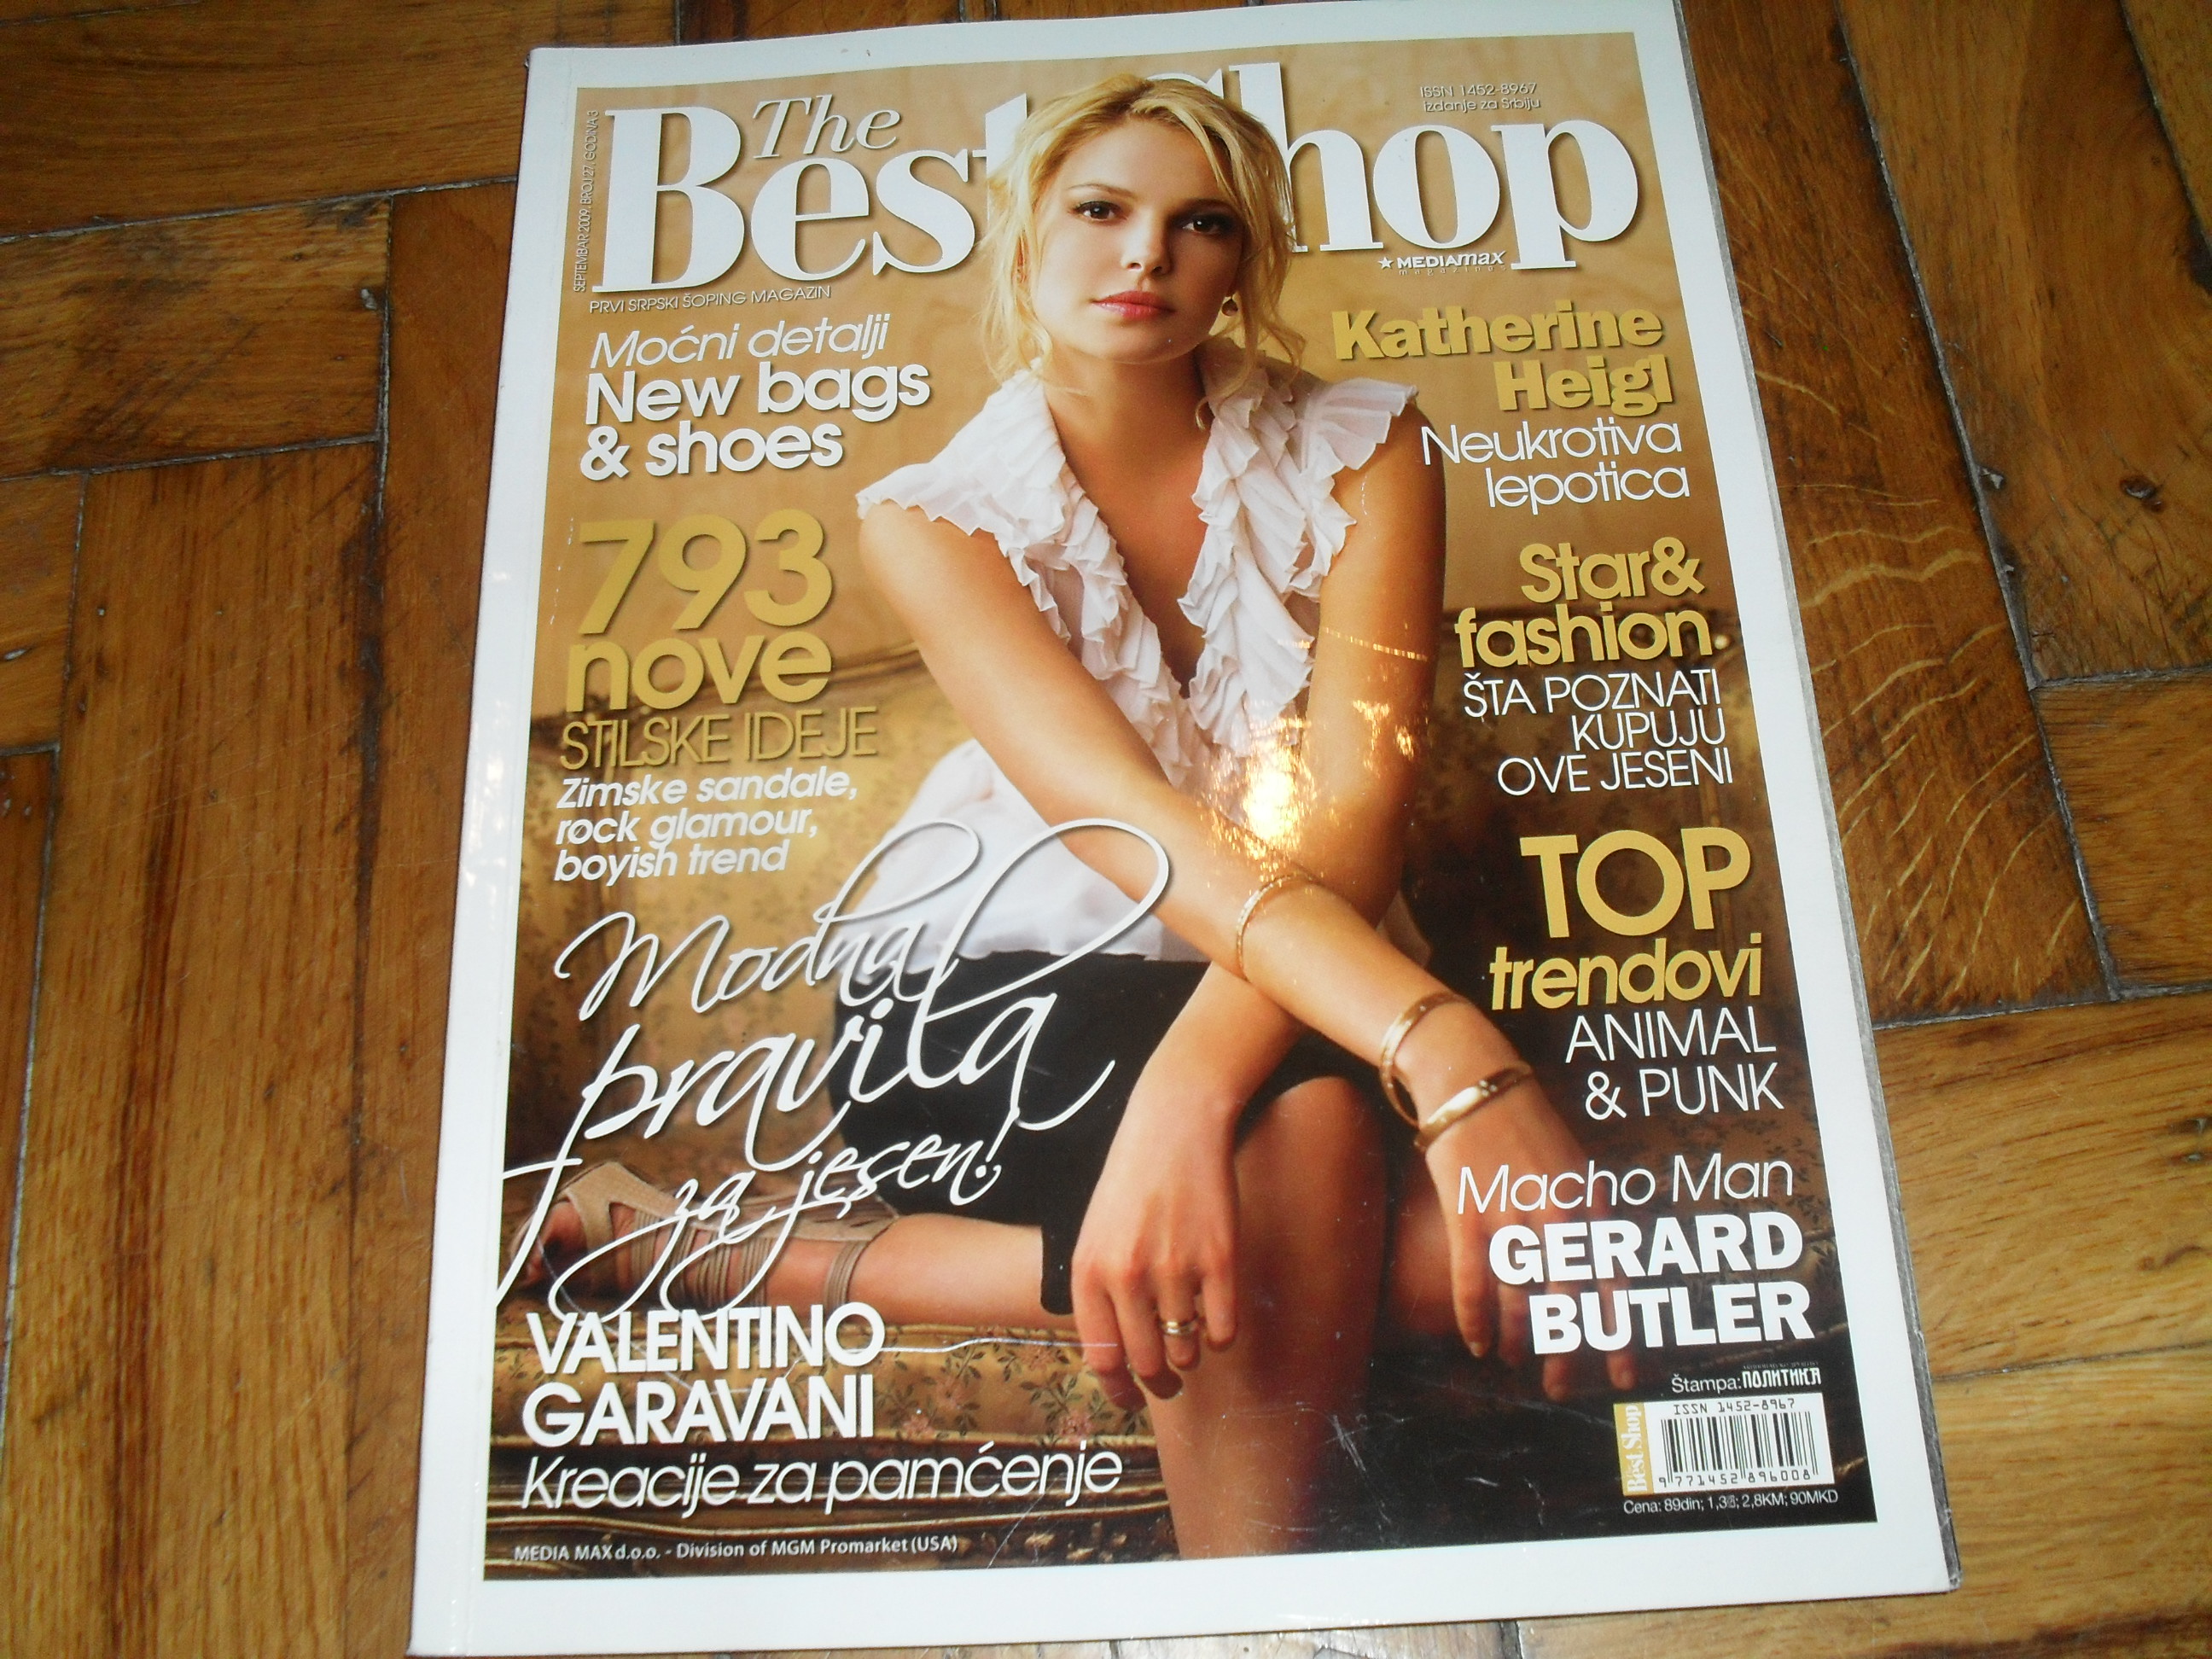 SEPTEMBAR 2009. BROJ 27. GODINA 3
The
Best Shop
ISSN 1452-8967
izdanje za Srbiju
MEDIAMAX
magazines
PRVI SRPSKI ŠOPING MAGAZIN
Moćni detalji
New bags
& shoes
793
nove
STILSKE IDEJE
Zimske sandale,
rock glamour,
boyish trend
Modna
pravila
za jesen!
VALENTINO
GARAVANI
Kreacije za pamćenje
MEDIA MAX d.o.o. - Division of MGM Promarket (USA)
Katherine
Heigl
Neukrotiva
lepotica
Star&
fashion
ŠTA POZNATI
KUPUJU
OVE JESENI
TOP
trendovi
ANIMAL
& PUNK
Macho Man
GERARD
BUTLER
Štampa: ПОЛИТИКА
ISSN 1452-8967
Best Shop
9 771452 896008
Cena: 89din; 1,3€; 2,8KM; 90MKD